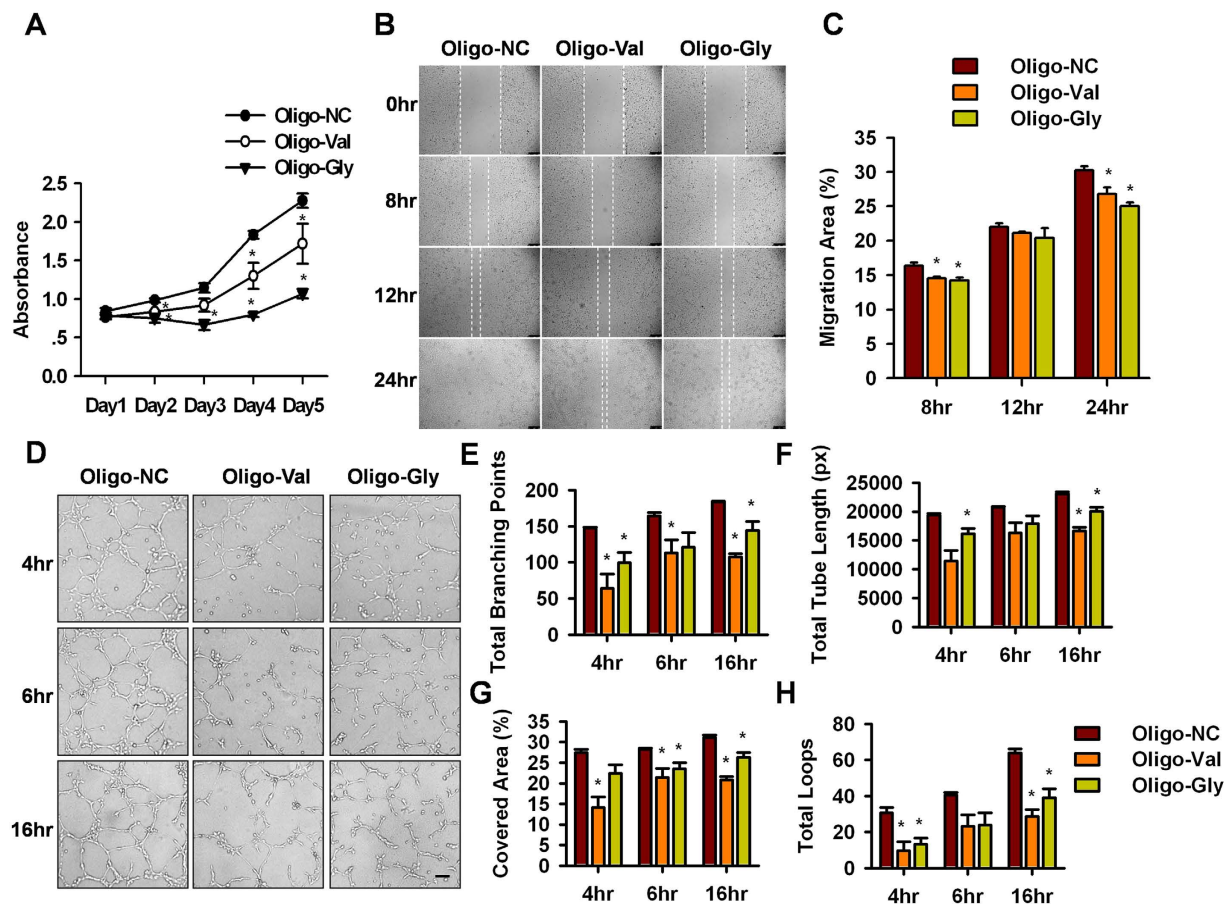 A
Oligo-NC
Oligo-Val
Oligo-Gly
2.5
2.0
1.5
1.0
0.5
0.0
Absorbance
* * * * * * *
Day1 Day2 Day3 Day4 Day5
B
Oligo-NC Oligo-Val Oligo-Gly
0hr
8hr
12hr
24hr
C
Oligo-NC
Oligo-Val
Oligo-Gly
35
30
25
20
15
10
5
0
Migration Area (%)
* * * *
8hr 12hr 24hr
D
Oligo-NC Oligo-Val Oligo-Gly
4hr
6hr
16hr
E
200
150
100
50
0
Total Branching Points
* * * * *
4hr 6hr 16hr
F
25000
20000
15000
10000
5000
0
Total Tube Length (px)
* * *
4hr 6hr 16hr
G
35
30
25
20
15
10
5
0
Covered Area (%)
* * * * *
4hr 6hr 16hr
H
80
60
40
20
0
Total Loops
* * * *
4hr 6hr 16hr
Oligo-NC
Oligo-Val
Oligo-Gly